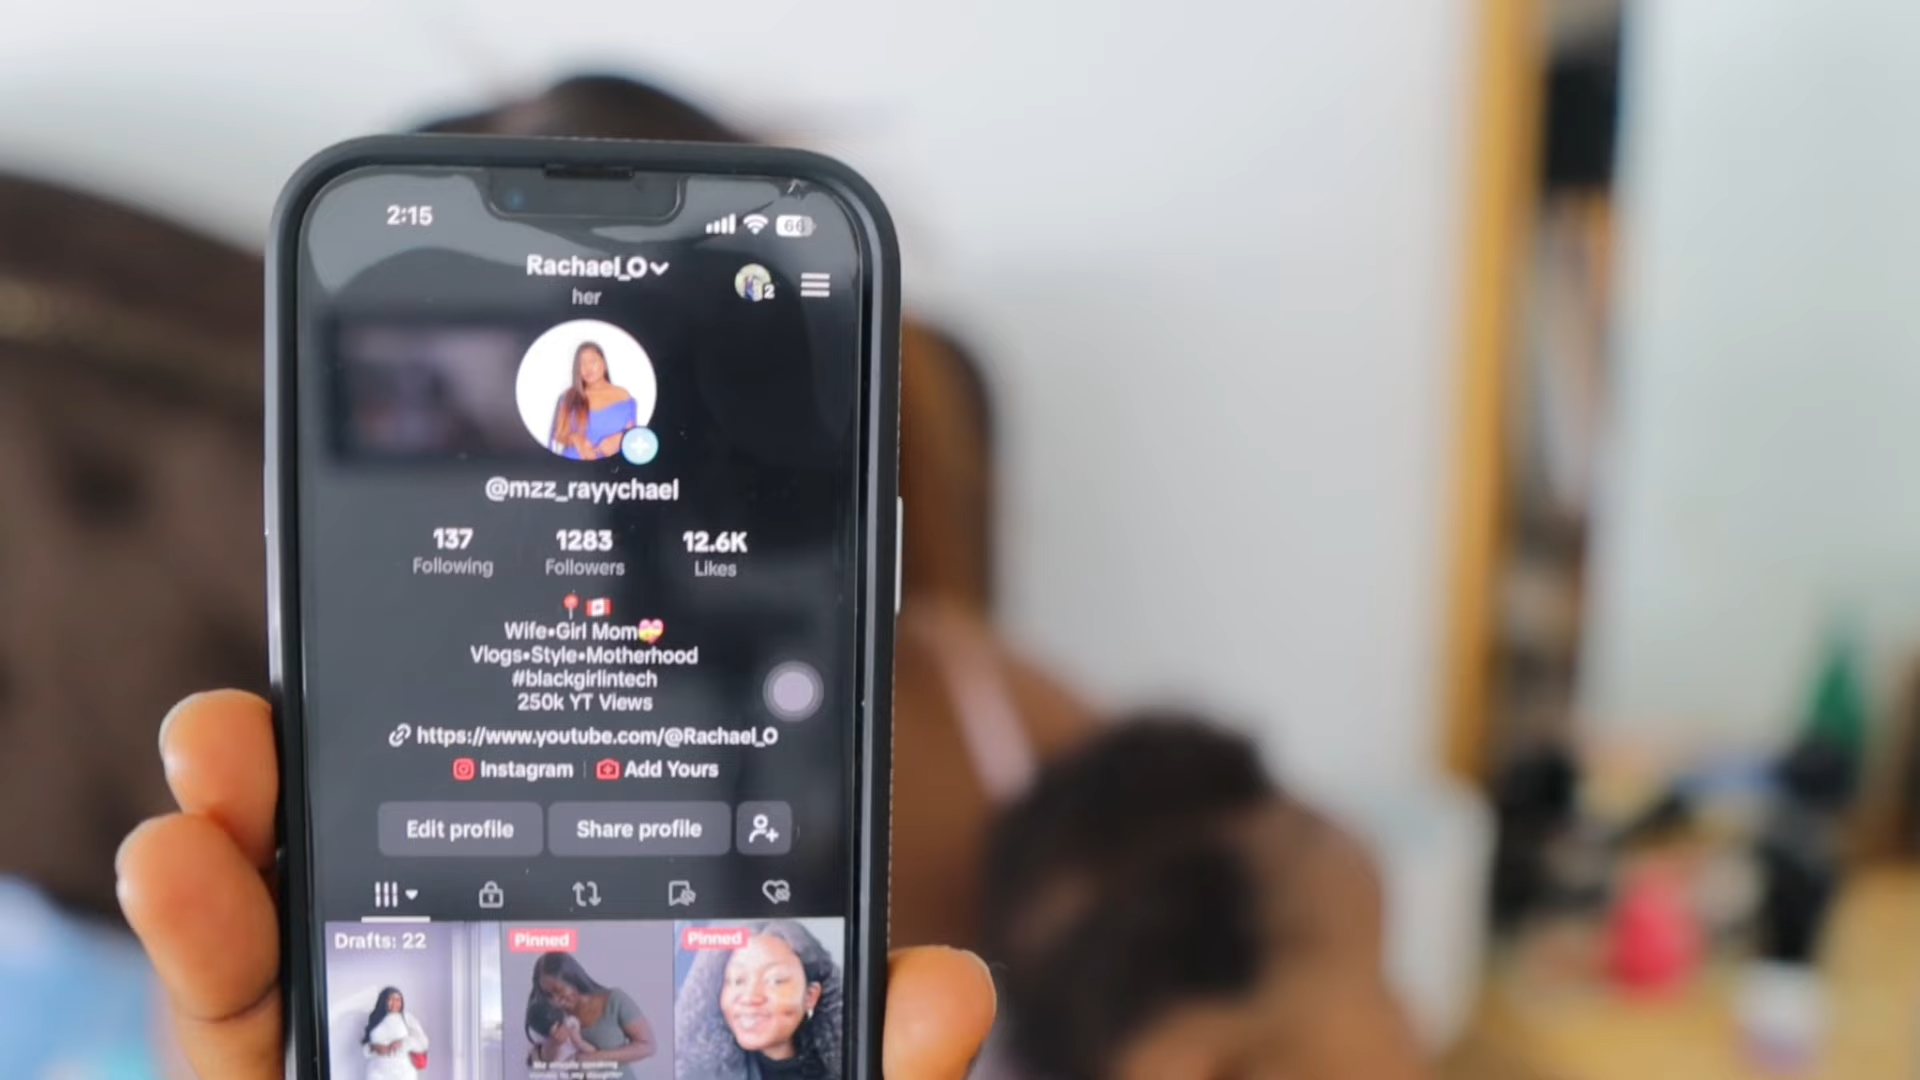 2:15
66
Rachael_O
her
2
@mzz_rayychael
137 1283 12.6K
Following Followers Likes
Wife•Girl Mom
Vlogs•Style•Motherhood
#blackgirlintech
250k YT Views
https://www.youtube.com/@Rachael_O
Instagram | Add Yours
Edit profile Share profile
Drafts: 22 Pinned Pinned